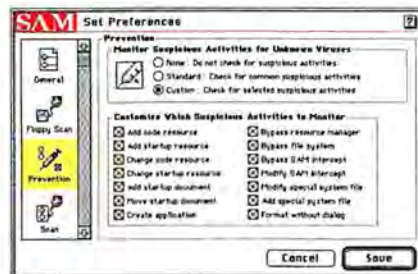 SAM Set Preferences
General
Floppy Scan
Prevention
Scan
Prevention
Monitor Suspicious Activities for Unknown Viruses
None : Do not check for suspicious activities
Standard : Check for common suspicious activities
Custom : Check for selected suspicious activities
Customize Which Suspicious Activities to Monitor
Add code resource
Add startup resource
Change code resource
Change startup resource
Add startup document
Move startup document
Create application
Bypass resource manager
Bypass file system
Bypass SAM intercept
Modify SAM intercept
Modify special system file
Add special system file
Format without dialog
Cancel
Save